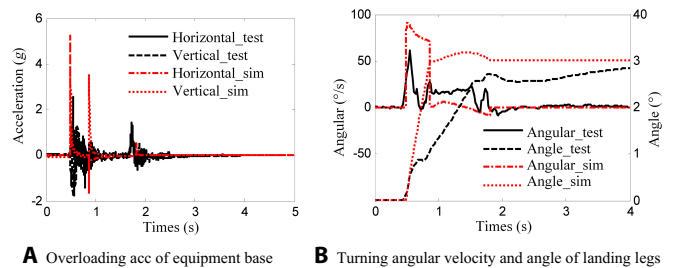 6
4
2
0
-2
Acceleration (g)
Horizontal_test
Vertical_test
Horizontal_sim
Vertical_sim
0
1
2
3
4
5
Times (s)
A Overloading acc of equipment base
100
50
0
-50
Angular (°/s)
40
3
2
1
0
Angle (°)
Angular_test
Angle_test
Angular_sim
Angle_sim
0
1
2
3
4
Times (s)
B Turning angular velocity and angle of landing legs